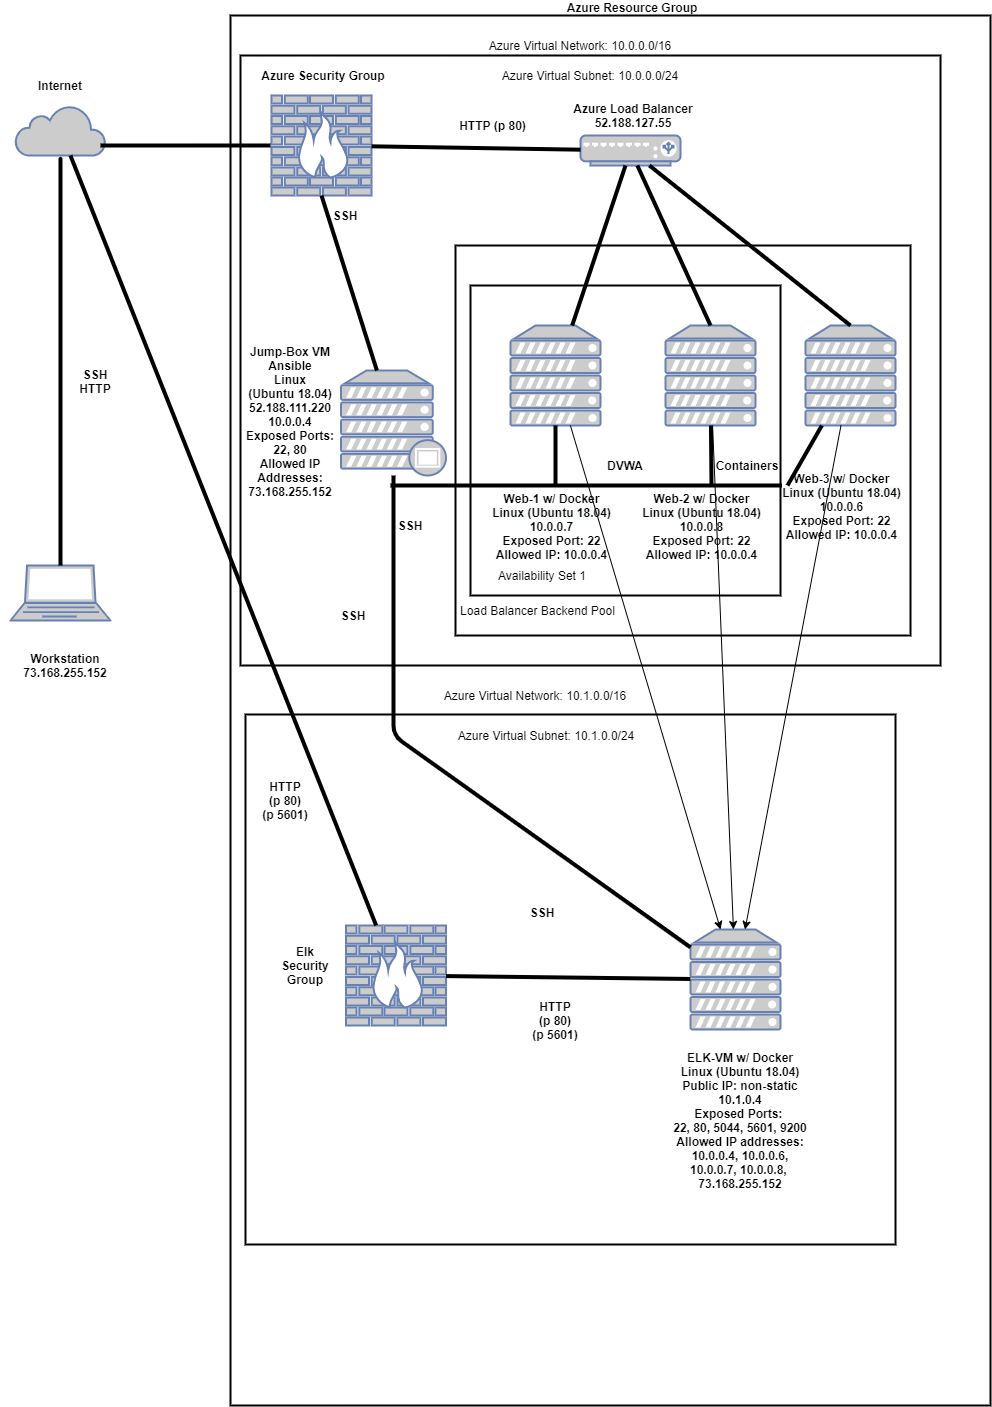 Azure Resource Group
Azure Virtual Network: 10.0.0.0/16
Azure Security Group
Azure Virtual Subnet: 10.0.0.0/24
Internet
Azure Load Balancer
52.188.127.55
HTTP (p 80)
SSH
Jump-Box VM
Ansible
Linux
(Ubuntu 18.04)
52.188.111.220
10.0.0.4
Exposed Ports:
22, 80
Allowed IP
Addresses:
73.168.255.152
SSH
HTTP
DVWA
Containers
Web-1 w/ Docker
Linux (Ubuntu 18.04)
10.0.0.7
Exposed Port: 22
Allowed IP: 10.0.0.4
Web-2 w/ Docker
Linux (Ubuntu 18.04)
10.0.0.8
Exposed Port: 22
Allowed IP: 10.0.0.4
Web-3 w/ Docker
Linux (Ubuntu 18.04)
10.0.0.6
Exposed Port: 22
Allowed IP: 10.0.0.4
SSH
Availability Set 1
Load Balancer Backend Pool
SSH
Workstation
73.168.255.152
Azure Virtual Network: 10.1.0.0/16
Azure Virtual Subnet: 10.1.0.0/24
HTTP
(p 80)
(p 5601)
SSH
Elk
Security
Group
HTTP
(p 80)
(p 5601)
ELK-VM w/ Docker
Linux (Ubuntu 18.04)
Public IP: non-static
10.1.0.4
Exposed Ports:
22, 80, 5044, 5601, 9200
Allowed IP addresses:
10.0.0.4, 10.0.0.6,
10.0.0.7, 10.0.0.8,
73.168.255.152